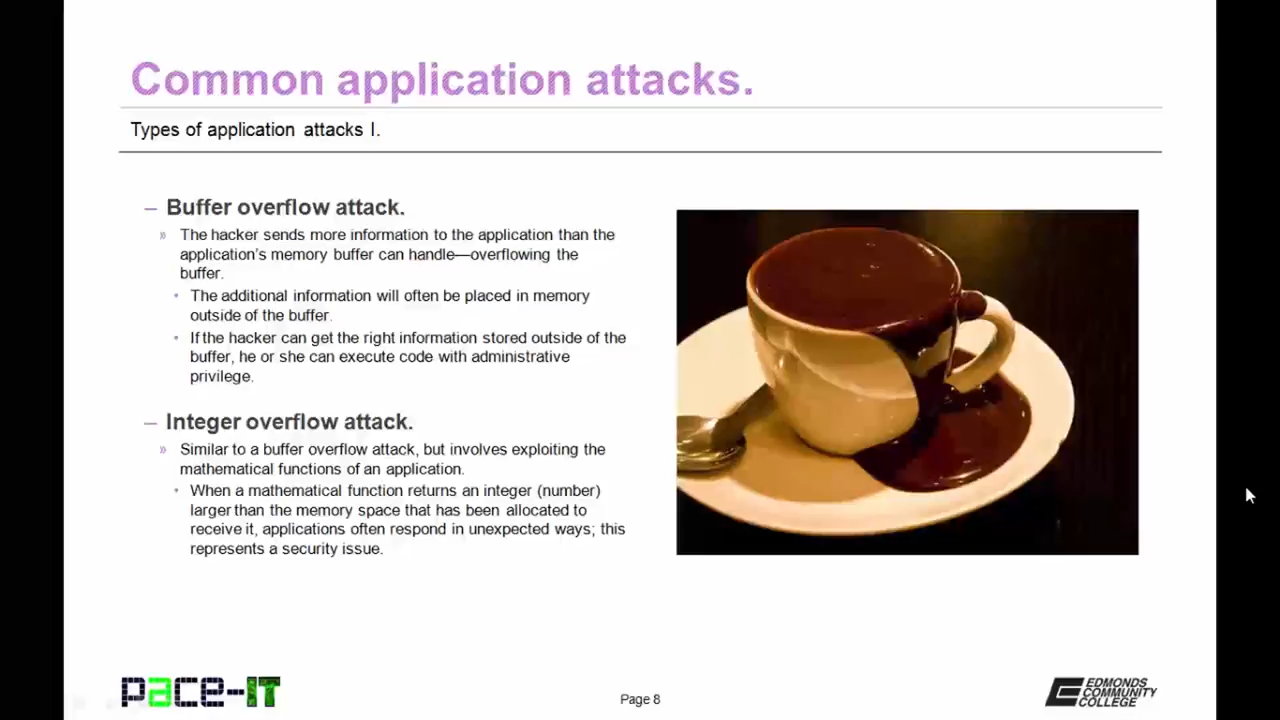 Common application attacks.
Types of application attacks I.
– Buffer overflow attack.
» The hacker sends more information to the application than the
application's memory buffer can handle—overflowing the
buffer.
• The additional information will often be placed in memory
outside of the buffer.
• If the hacker can get the right information stored outside of the
buffer, he or she can execute code with administrative
privilege.
– Integer overflow attack.
» Similar to a buffer overflow attack, but involves exploiting the
mathematical functions of an application.
• When a mathematical function returns an integer (number)
larger than the memory space that has been allocated to
receive it, applications often respond in unexpected ways; this
represents a security issue.
pace-IT
Page 8
EDMONDS
COMMUNITY
COLLEGE